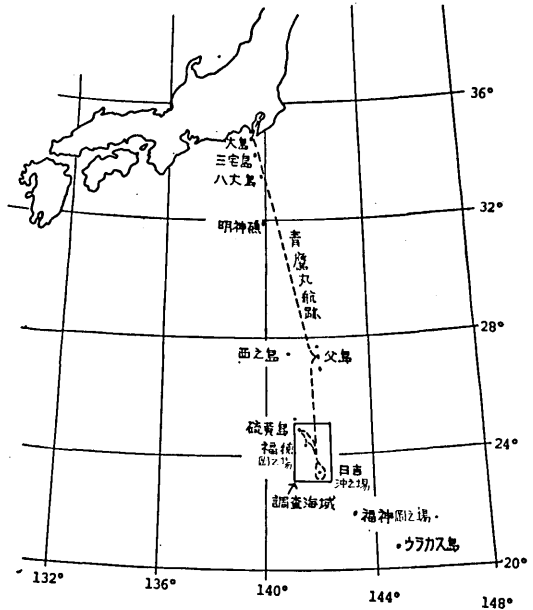 36°
大島
三宅島
八丈島
32°
明神礁
青鷹丸航跡
28°
西之島
父島
硫黄島
24°
福徳
岡之場
日吉
沖之場
調査海域
福神岡之場
ウラカス島
20°
132°
136°
140°
144°
148°